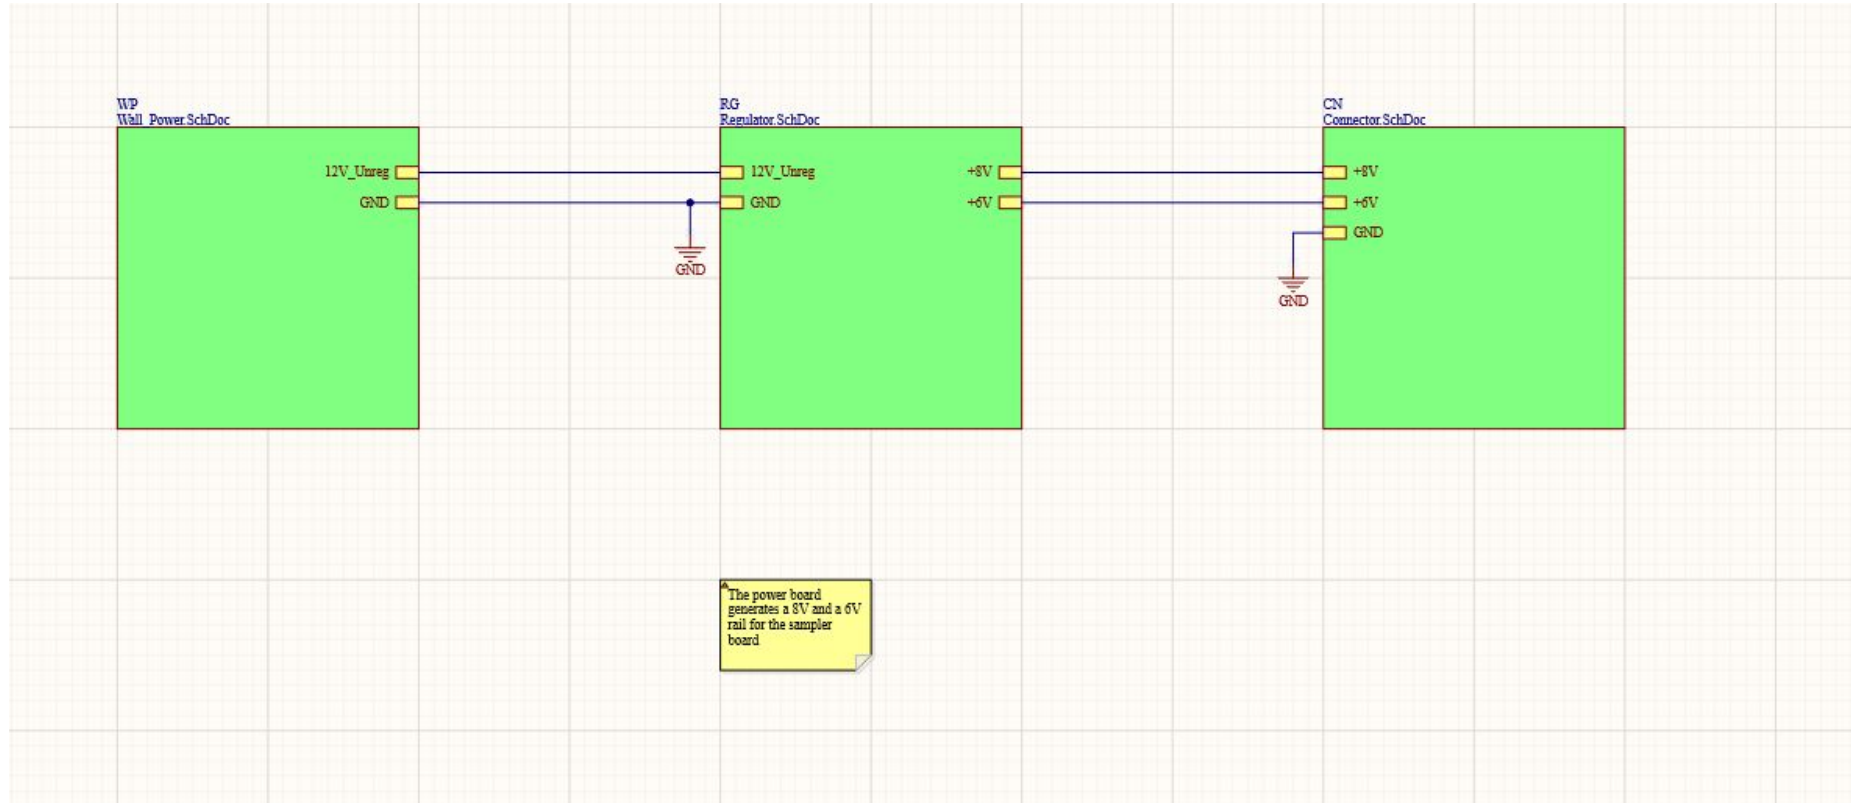 WP
Wall_Power.SchDoc
RG
Regulator.SchDoc
CN
Connector.SchDoc
12V_Unreg
12V_Unreg
+8V
+8V
GND
GND
+6V
+6V
GND
GND
GND
The power board
generates a 8V and a 6V
rail for the sampler
board